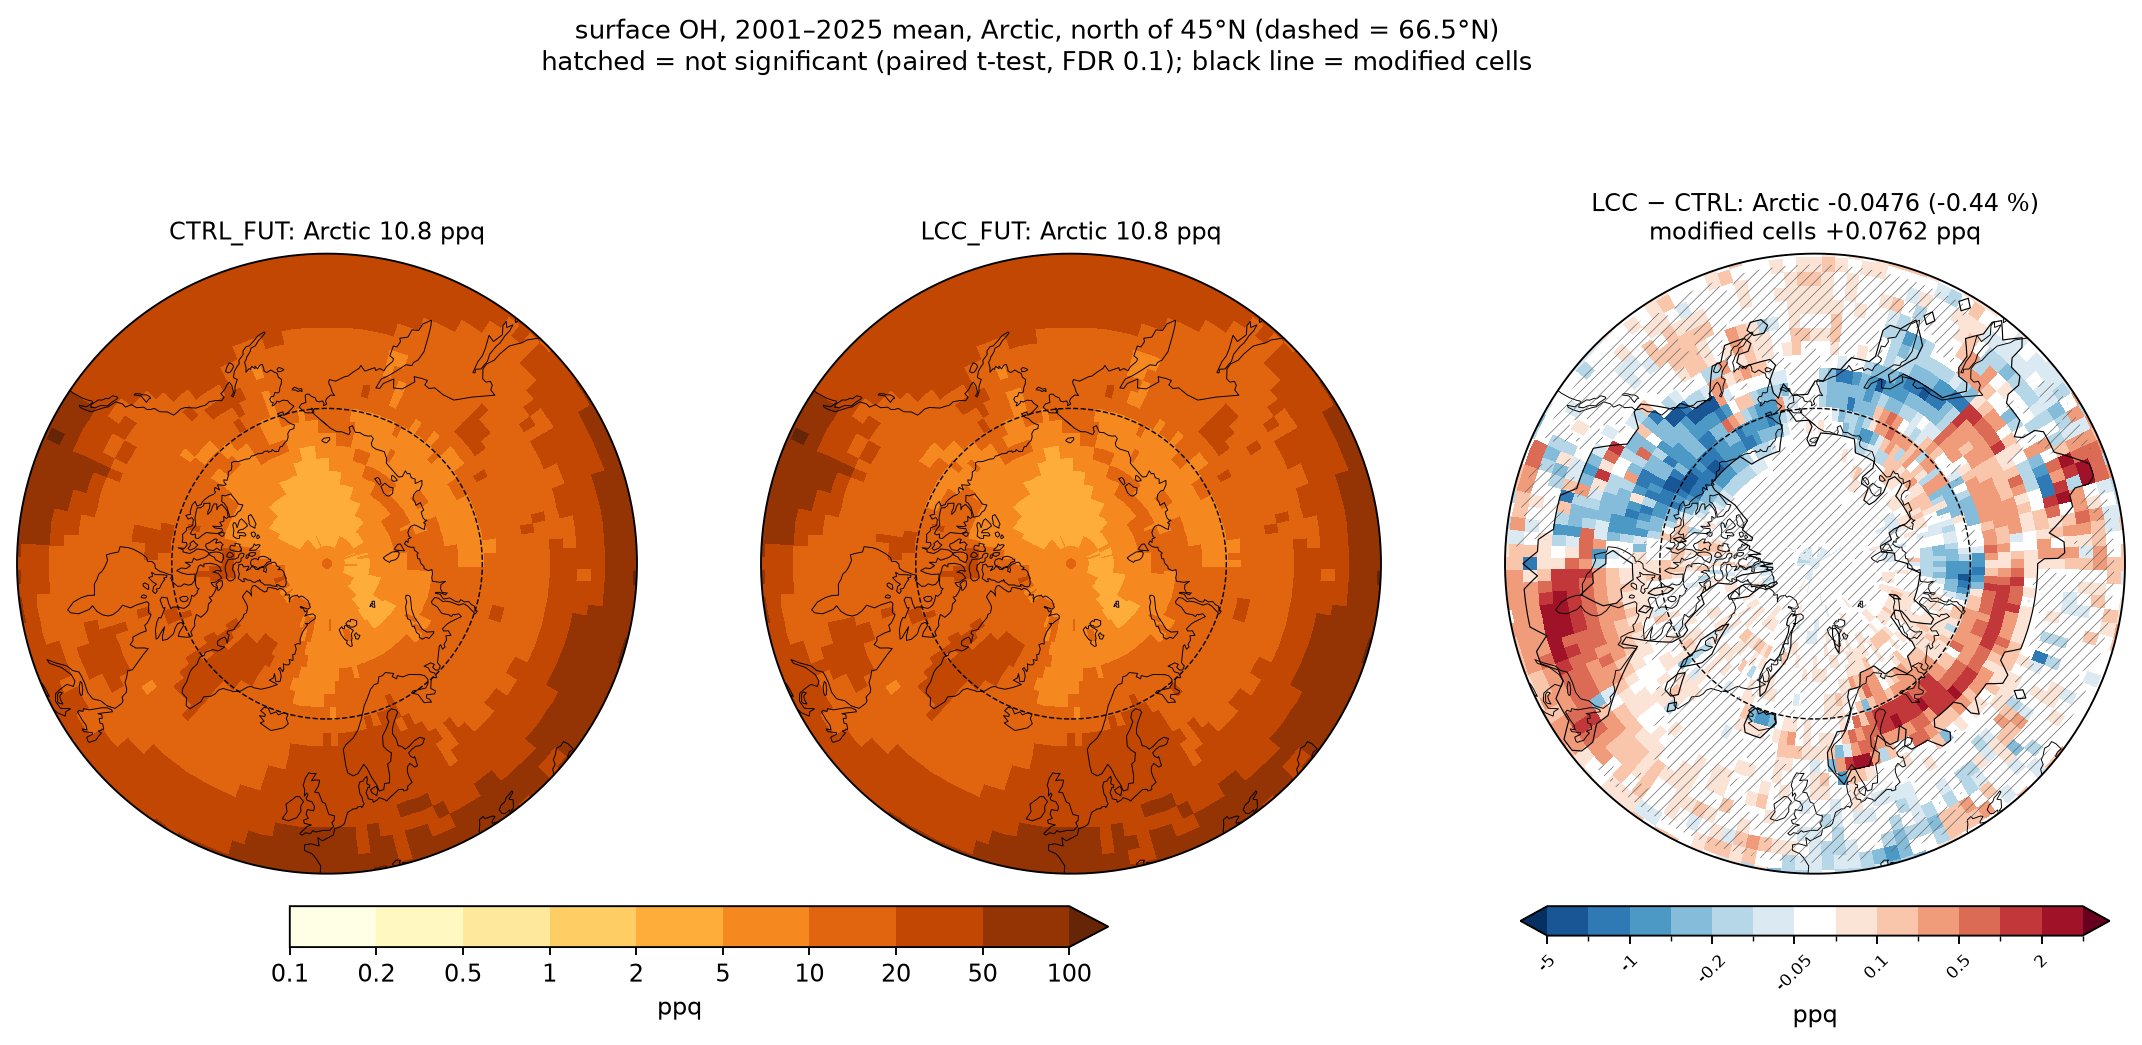 surface OH, 2001–2025 mean, Arctic, north of 45°N (dashed = 66.5°N)
hatched = not significant (paired t-test, FDR 0.1); black line = modified cells
CTRL_FUT: Arctic 10.8 ppq
LCC_FUT: Arctic 10.8 ppq
LCC − CTRL: Arctic -0.0476 (-0.44 %)
modified cells +0.0762 ppq
0.1 0.2 0.5 1 2 5 10 20 50 100
ppq
-5 -1 -0.2 -0.05 0.1 0.5 2
ppq